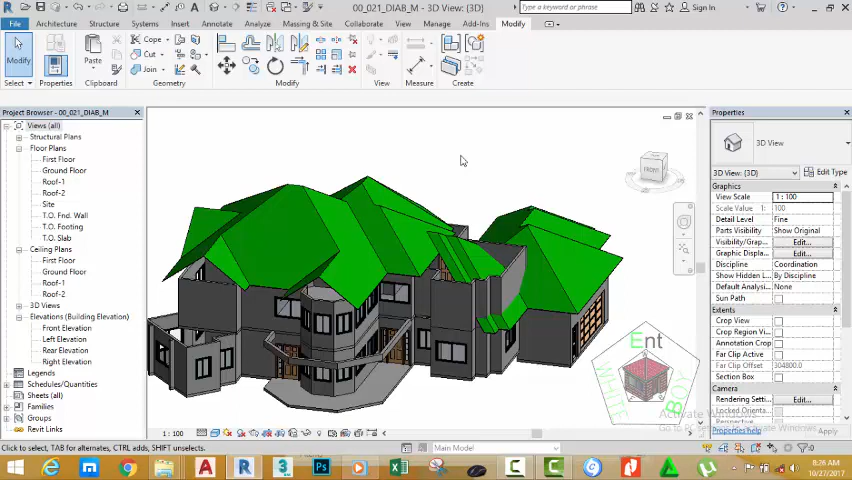 00_021_DIAB_M - 3D View: {3D}
Type a keyword or phrase
Sign In
File Architecture Structure Systems Insert Annotate Analyze Massing & Site Collaborate View Manage Add-Ins Modify
Modify
Paste
Cope
Cut
Join
Select Properties Clipboard Geometry Modify View Measure Create
Project Browser - 00_021_DIAB_M
Views (all)
Structural Plans
Floor Plans
First Floor
Ground Floor
Roof-1
Roof-2
Site
T.O. Fnd. Wall
T.O. Footing
T.O. Slab
Ceiling Plans
First Floor
Ground Floor
Roof-1
Roof-2
3D Views
Elevations (Building Elevation)
Front Elevation
Left Elevation
Rear Elevation
Right Elevation
Legends
Schedules/Quantities
Sheets (all)
Families
Groups
Revit Links
FRONT
Properties
3D View
3D View: {3D}
Edit Type
Graphics
View Scale 1 : 100
Scale Value 1: 100
Detail Level Fine
Parts Visibility Show Original
Visibility/Grap... Edit...
Graphic Displa... Edit...
Discipline Coordination
Show Hidden L... By Discipline
Default Analysi... None
Sun Path
Extents
Crop View
Crop Region Vi...
Annotation Crop
Far Clip Active
Far Clip Offset 304800.0
Section Box
Camera
Rendering Setti... Edit...
Locked Orienta...
Properties help
Apply
Ent
WHITE
BOY
Activate Windows
1 : 100
Click to select, TAB for alternates, CTRL adds, SHIFT unselects.
Main Model
:0
8:26 AM
10/27/2017